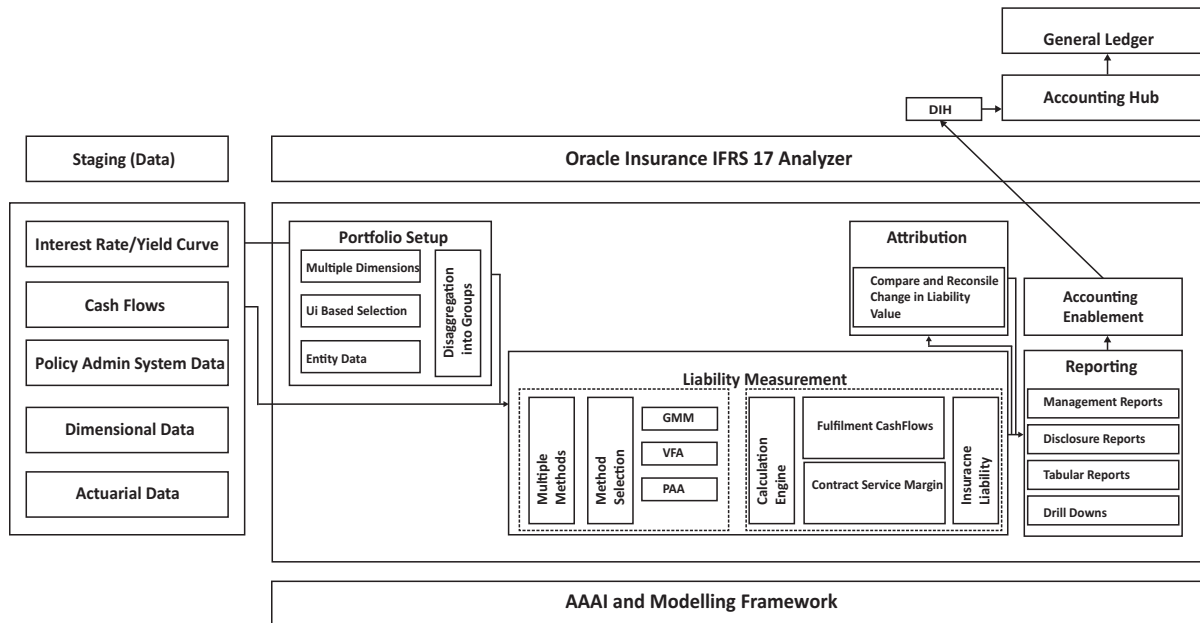 General Ledger
Accounting Hub
DIH
Staging (Data)
Oracle Insurance IFRS 17 Analyzer
Interest Rate/Yield Curve
Cash Flows
Policy Admin System Data
Dimensional Data
Actuarial Data
Portfolio Setup
Multiple Dimensions
Ui Based Selection
Entity Data
Disaggregation
into Groups
Attribution
Compare and Reconcile
Change in Liability
Value
Accounting
Enablement
Liability Measurement
Multiple
Methods
Method
Selection
GMM
VFA
PAA
Calculation
Engine
Fulfilment CashFlows
Contract Service Margin
Insuracne
Liability
Reporting
Management Reports
Disclosure Reports
Tabular Reports
Drill Downs
AAAI and Modelling Framework